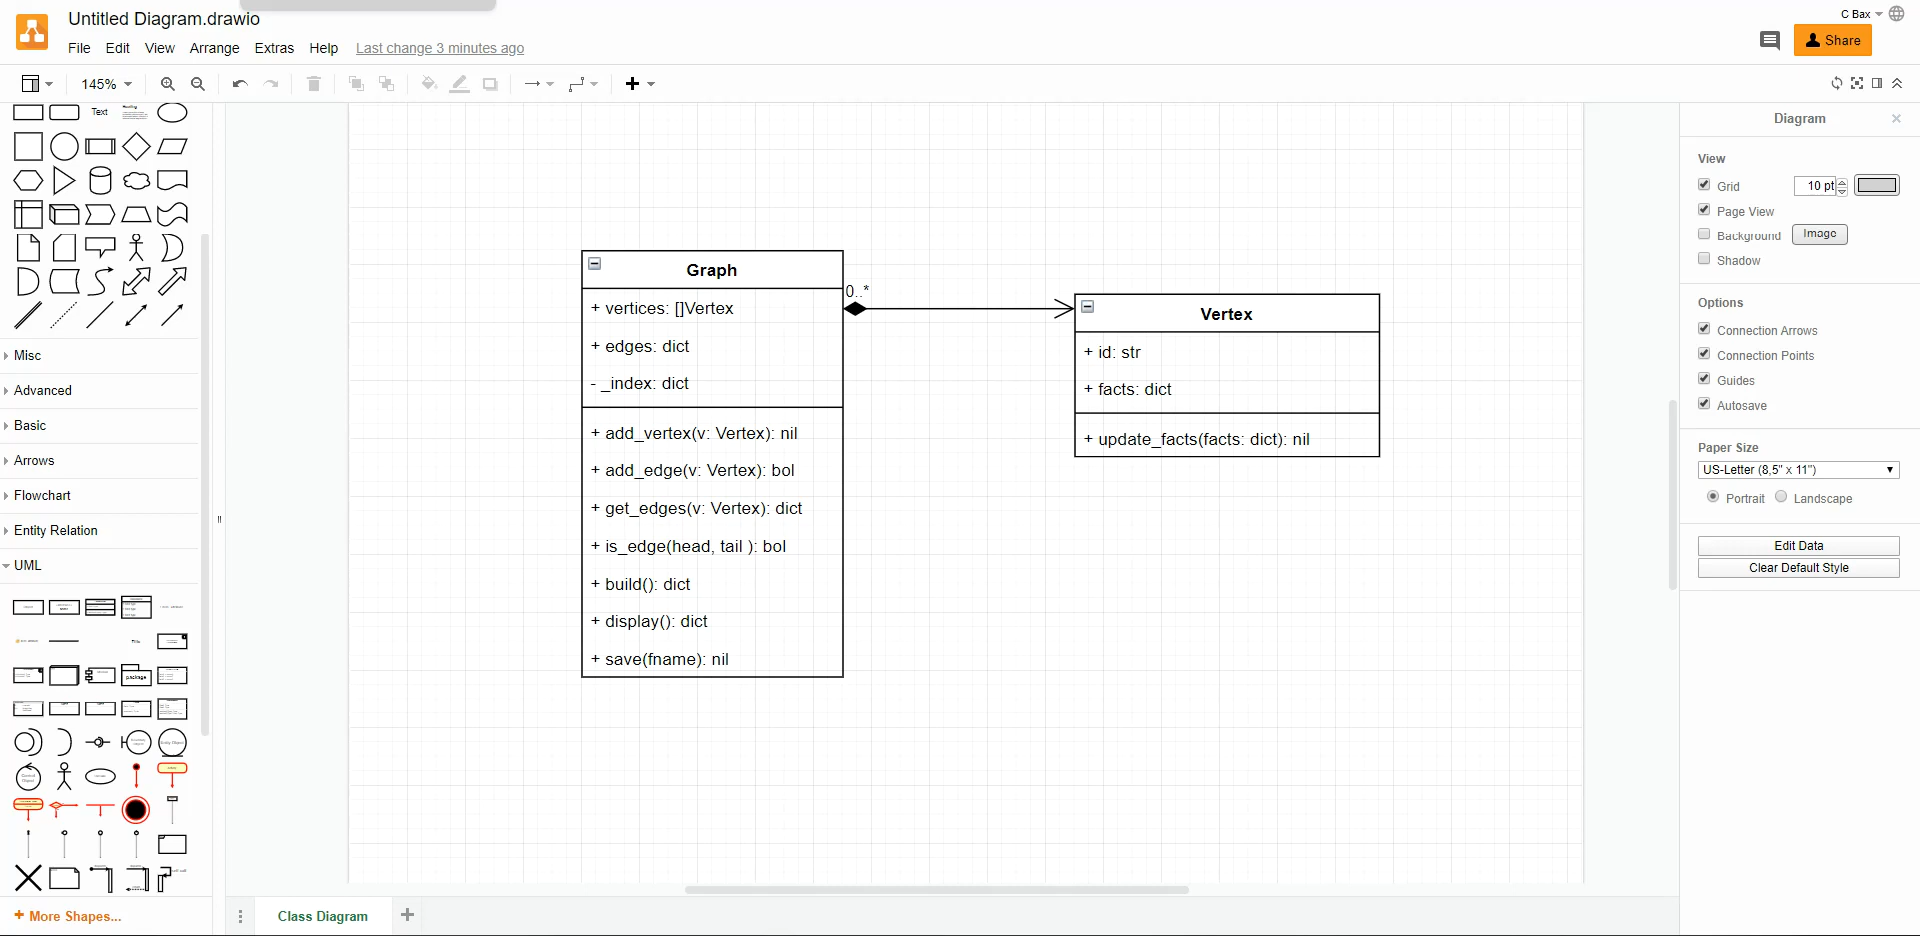 Untitled Diagram.drawio
C Bax
File Edit View Arrange Extras Help Last change 3 minutes ago
Share
145%
Text
Misc
Advanced
Basic
Arrows
Flowchart
Entity Relation
UML
package
+ More Shapes...
Graph
+ vertices: []Vertex
+ edges: dict
- _index: dict
+ add_vertex(v: Vertex): nil
+ add_edge(v: Vertex): bol
+ get_edges(v: Vertex): dict
+ is_edge(head, tail ): bol
+ build(): dict
+ display(): dict
+ save(fname): nil
0..*
Vertex
+ id: str
+ facts: dict
+ update_facts(facts: dict): nil
Class Diagram
Diagram
View
Grid 10 pt
Page View
Background Image
Shadow
Options
Connection Arrows
Connection Points
Guides
Autosave
Paper Size
US-Letter (8,5" x 11")
Portrait Landscape
Edit Data
Clear Default Style